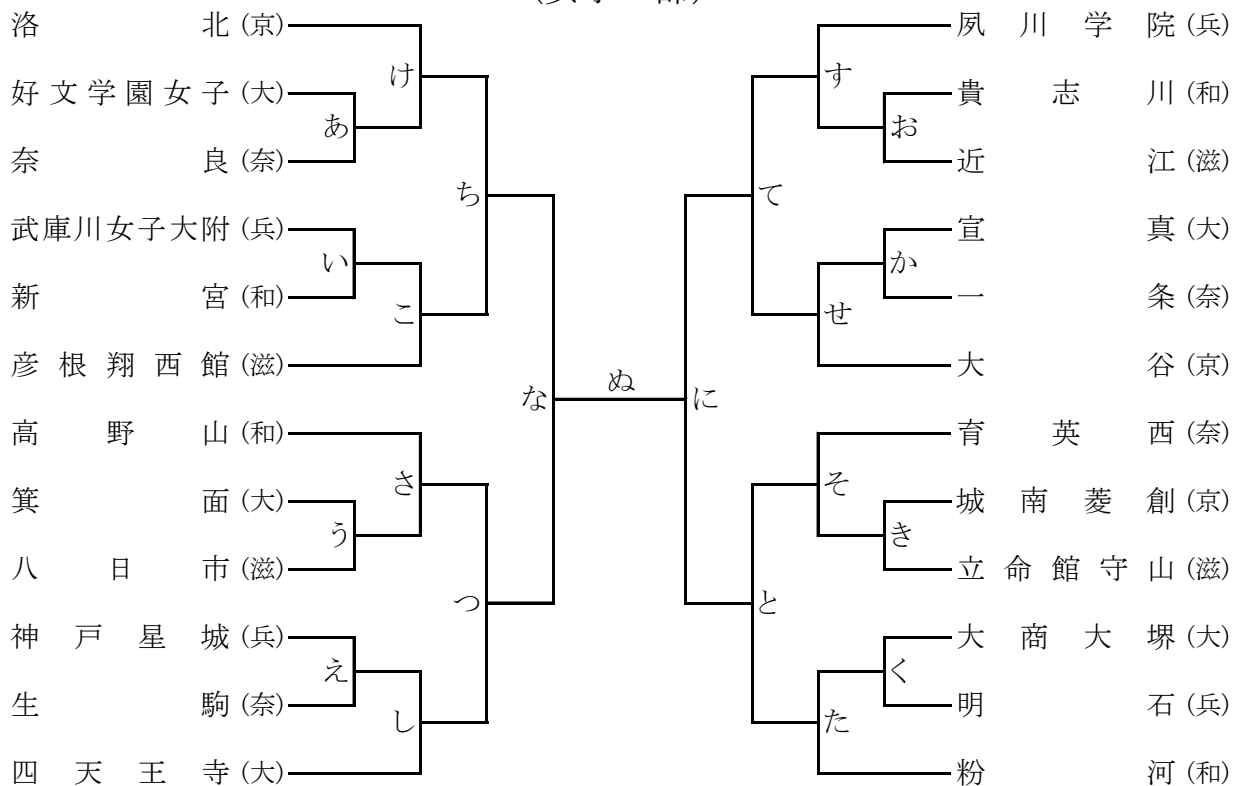 洛北(京)
好文学園女子(大)
奈良(奈)
武庫川女子大附(兵)
新宮(和)
彦根翔西館(滋)
高野山(和)
箕面(大)
八日市(滋)
神戸星城(兵)
生駒(奈)
四天王寺(大)
け
あ
ち
い
こ
な
さ
う
つ
え
し
ぬ
に
す
お
て
か
せ
そ
き
と
く
た
夙川学院(兵)
貴志川(和)
近江(滋)
宣真(大)
一条(奈)
大谷(京)
育英西(奈)
城南菱創(京)
立命館守山(滋)
大商大堺(大)
明石(兵)
粉河(和)